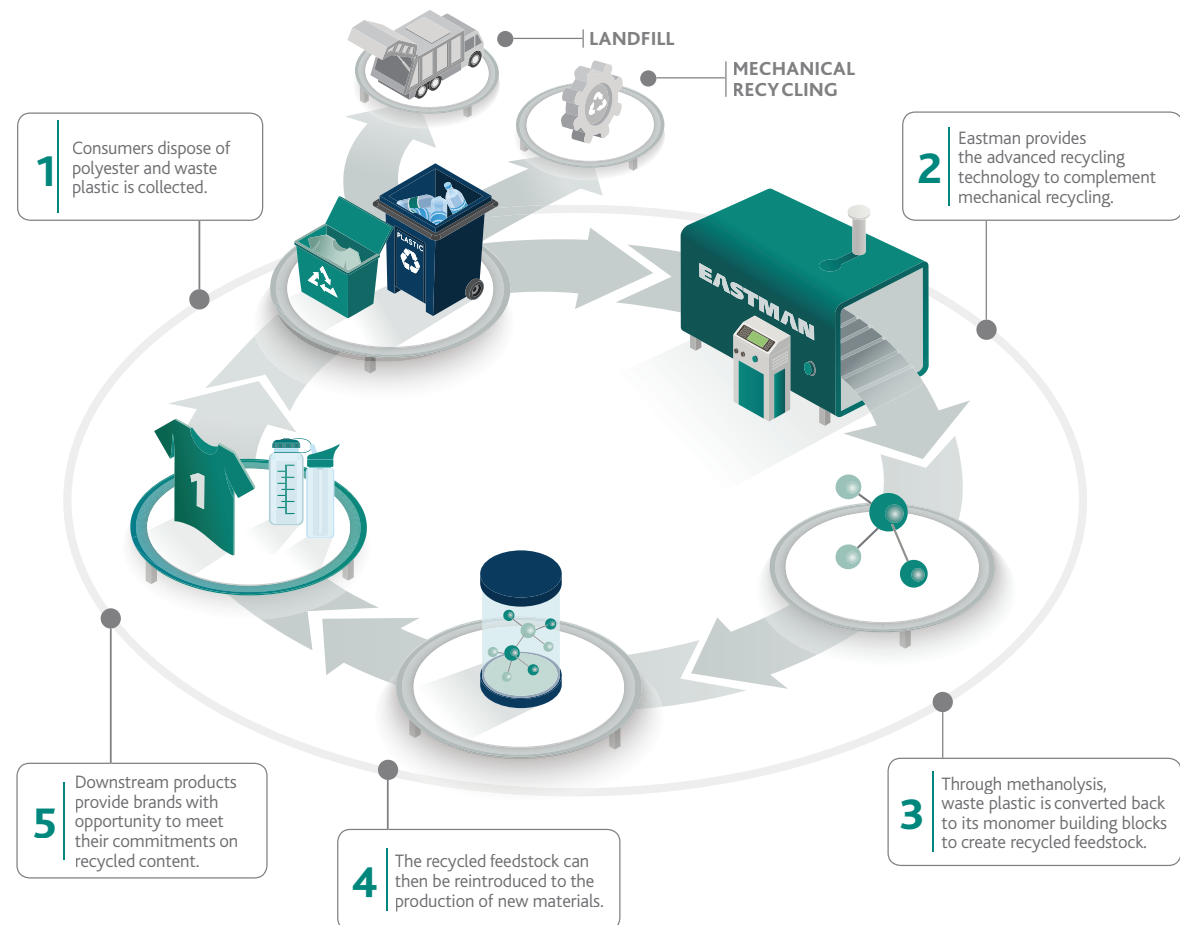 LANDFILL
MECHANICAL
RECYCLING
1
Consumers dispose of
polyester and waste
plastic is collected.
2
Eastman provides
the advanced recycling
technology to complement
mechanical recycling.
PLASTIC
EASTMAN
1
5
Downstream products
provide brands with
opportunity to meet
their commitments on
recycled content.
4
The recycled feedstock can
then be reintroduced to the
production of new materials.
3
Through methanolysis,
waste plastic is converted back
to its monomer building blocks
to create recycled feedstock.